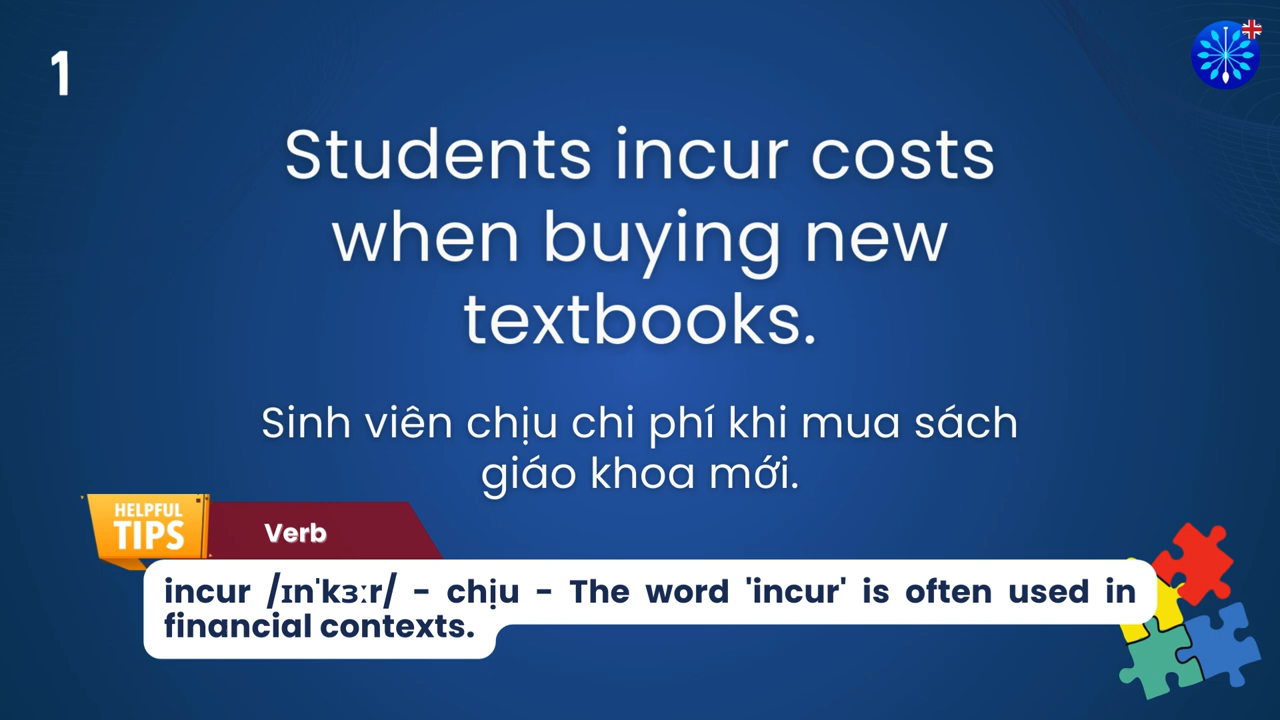 1
Students incur costs
when buying new
textbooks.
Sinh viên chịu chi phí khi mua sách
giáo khoa mới.
HELPFUL
TIPS
Verb
incur /ɪnˈkɜːr/ - chịu - The word 'incur' is often used in
financial contexts.